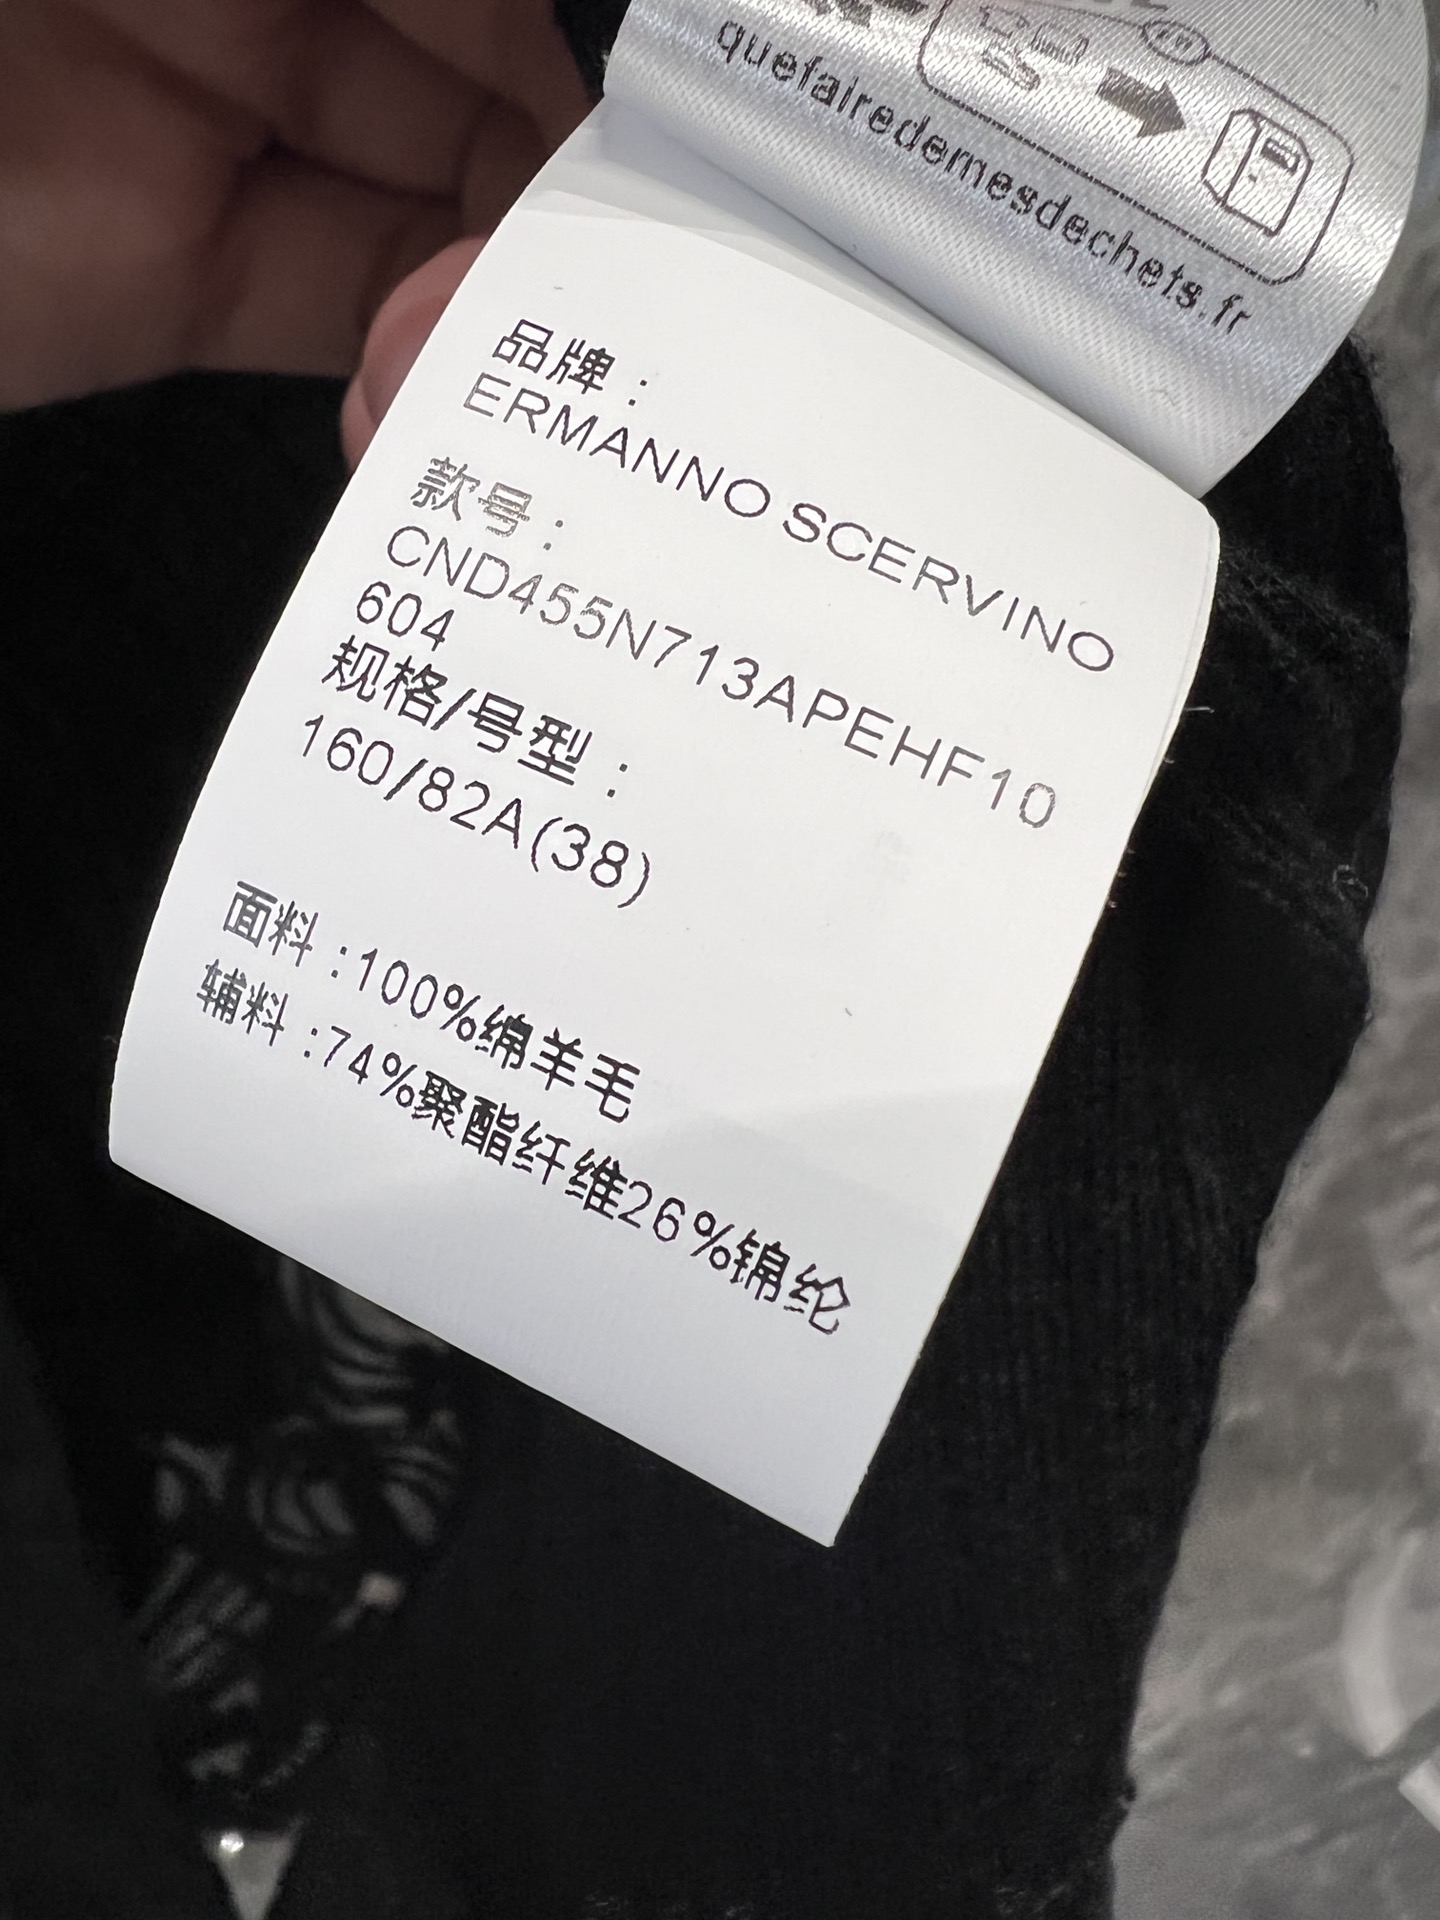 quefairedemesdechets.fr
品牌：
ERMANNO SCERVINO
款号：
CND455N713APEHF10
604
规格/号型：
160/82A(38)
面料：100%绵羊毛
辅料：74%聚酯纤维26%锦纶